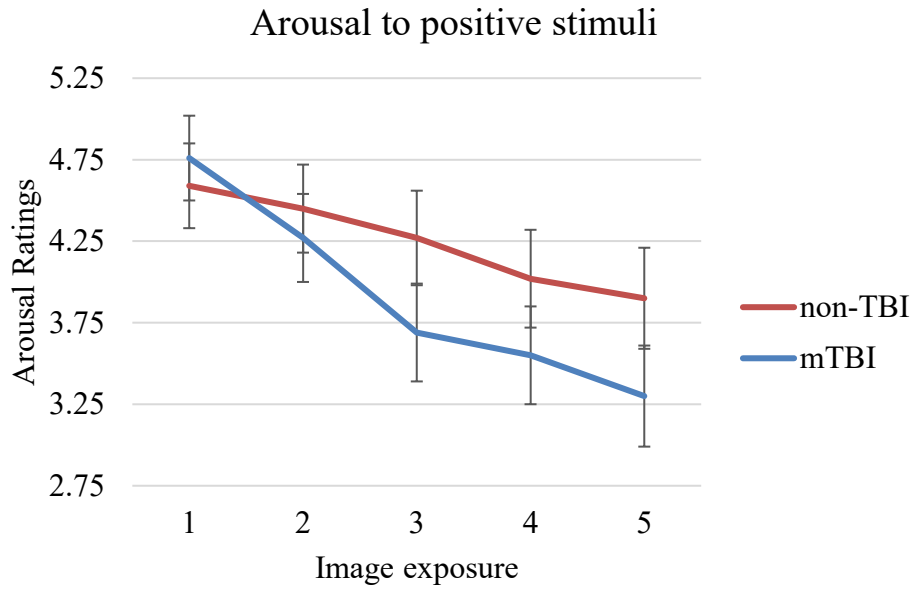 Arousal to positive stimuli
5.25
4.75
4.25
3.75
3.25
2.75
Arousal Ratings
1 2 3 4 5
Image exposure
non-TBI
mTBI